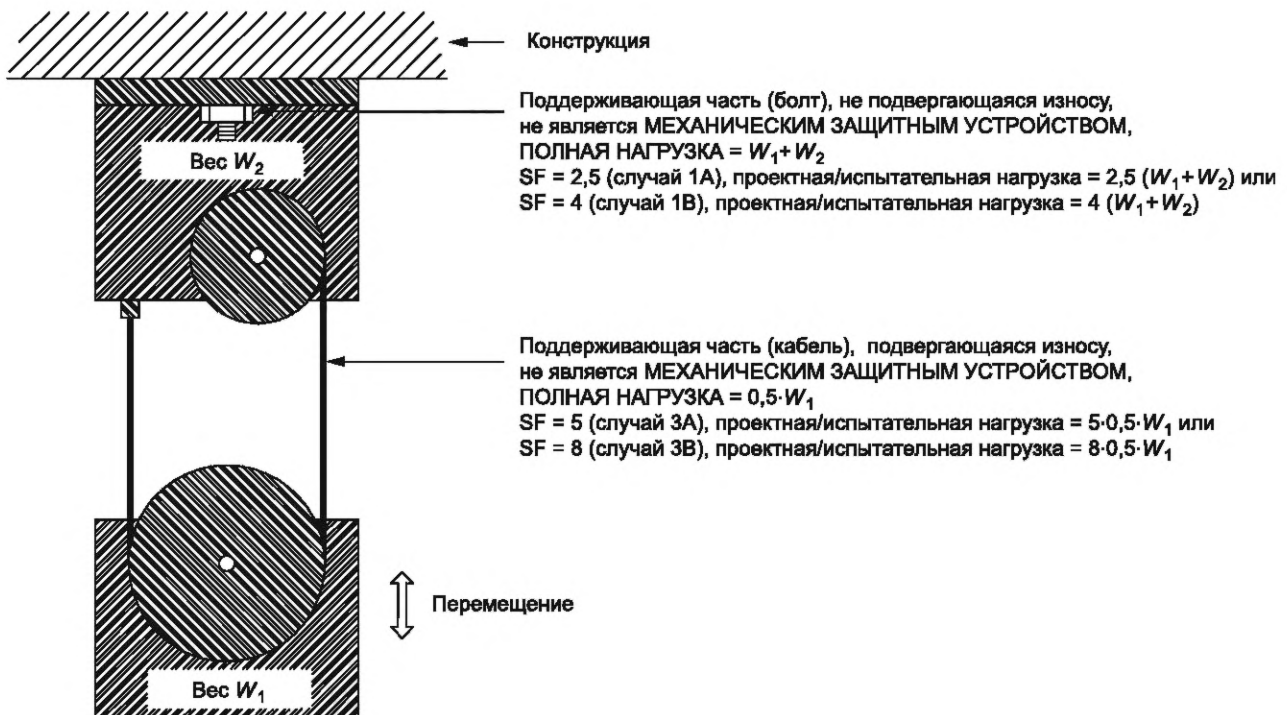 Конструкция
Поддерживающая часть (болт), не подвергающаяся износу,
не является МЕХАНИЧЕСКИМ ЗАЩИТНЫМ УСТРОЙСТВОМ,
ПОЛНАЯ НАГРУЗКА = W₁+ W₂
SF = 2,5 (случай 1А), проектная/испытательная нагрузка = 2,5 (W₁+ W₂) или
SF = 4 (случай 1В), проектная/испытательная нагрузка = 4 (W₁+ W₂)
Вес W₂
Поддерживающая часть (кабель), подвергающаяся износу,
не является МЕХАНИЧЕСКИМ ЗАЩИТНЫМ УСТРОЙСТВОМ,
ПОЛНАЯ НАГРУЗКА = 0,5·W₁
SF = 5 (случай 3А), проектная/испытательная нагрузка = 5·0,5·W₁ или
SF = 8 (случай 3В), проектная/испытательная нагрузка = 8·0,5·W₁
Перемещение
Вес W₁